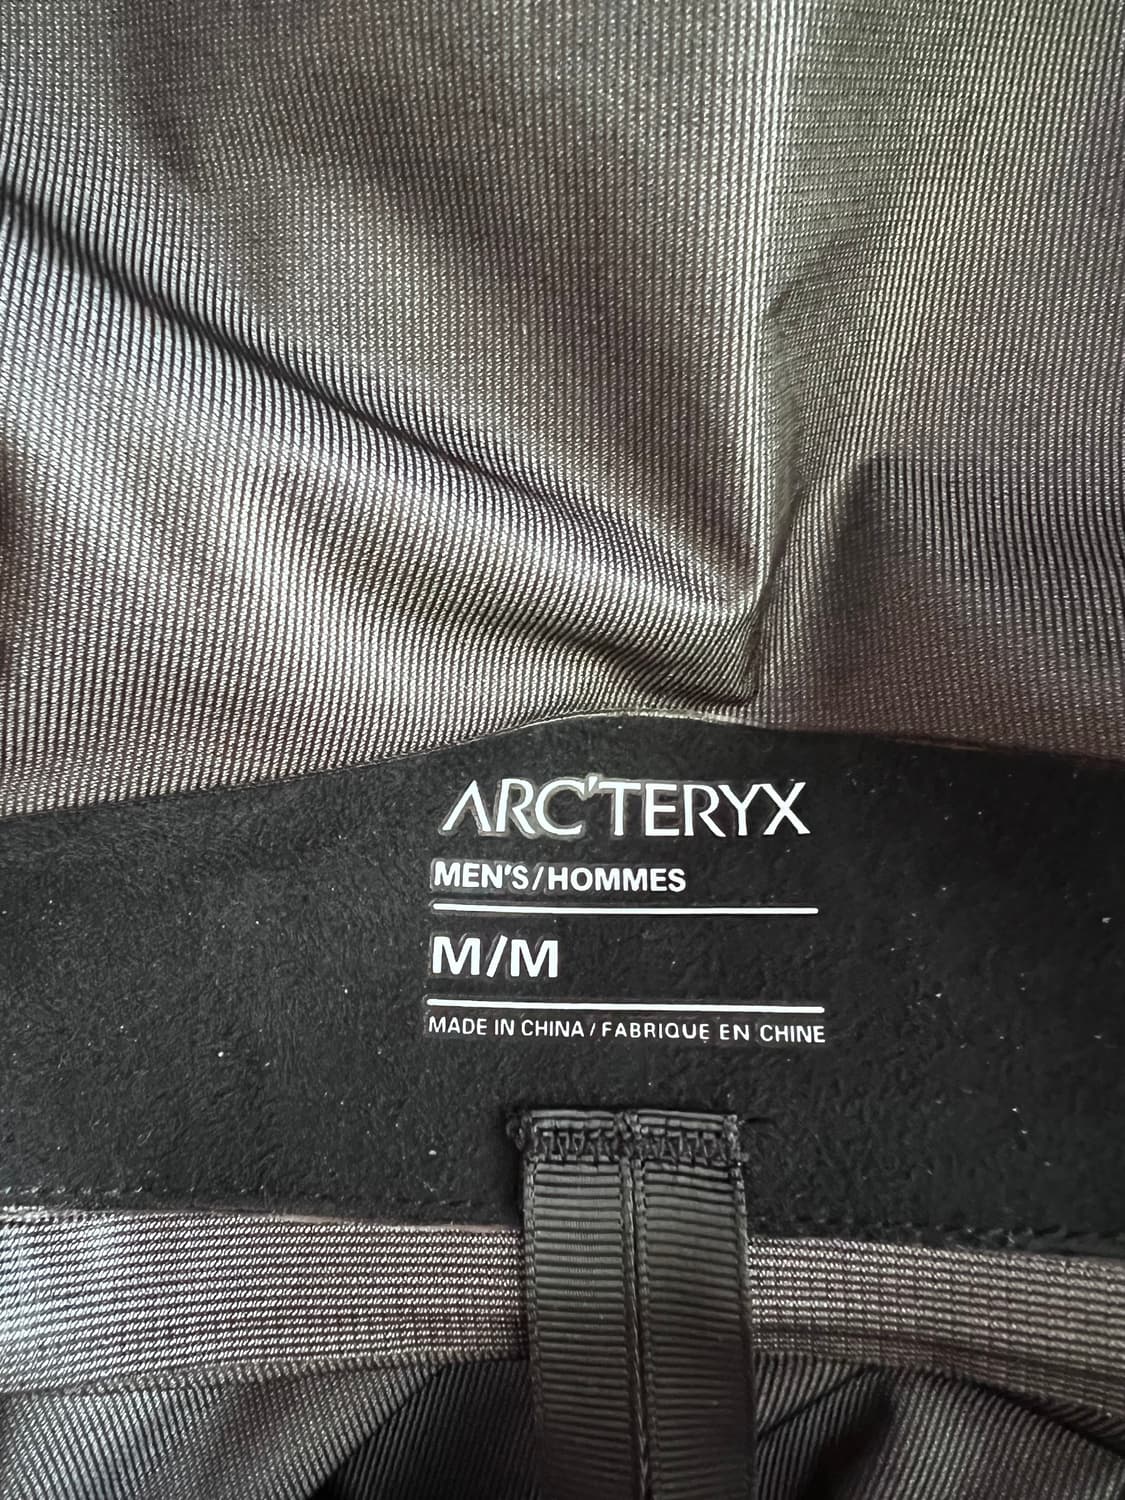 ARC'TERYX
MEN'S/HOMMES
M/M
MADE IN CHINA / FABRIQUE EN CHINE